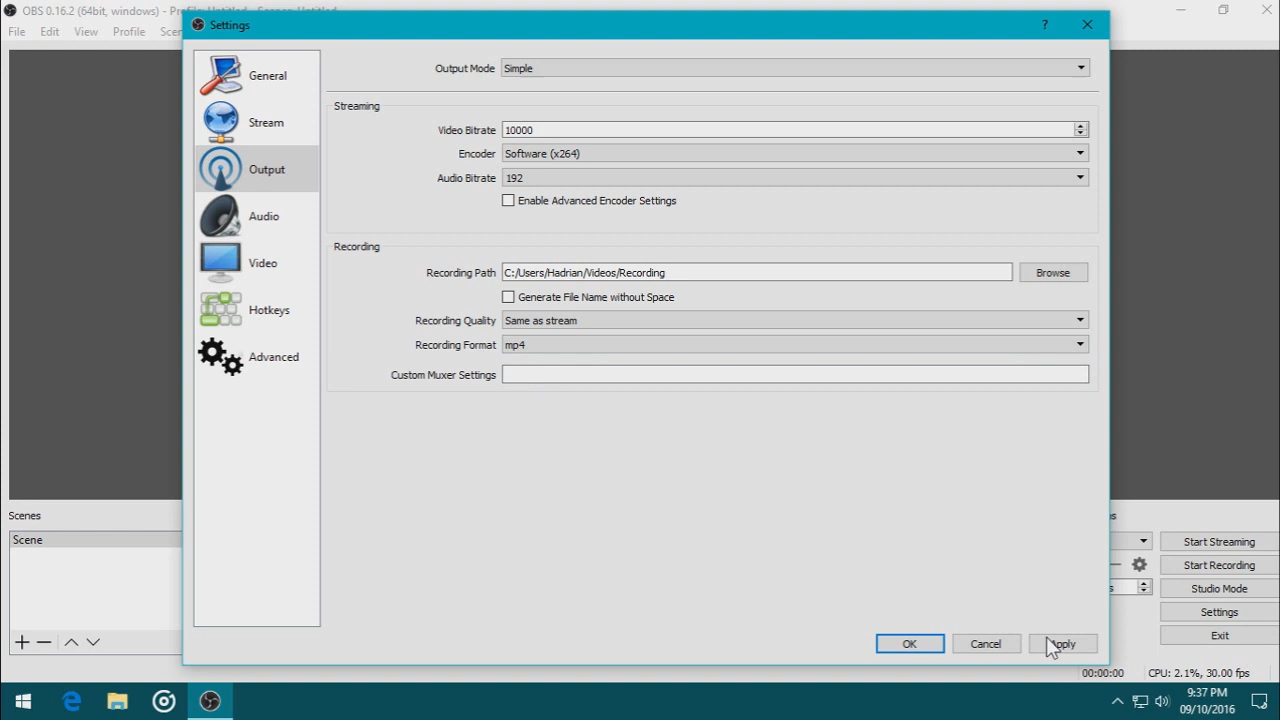 OBS 0.16.2 (64bit, windows) - Pr
Settings
?
File Edit View Profile
General
Stream
Output
Audio
Video
Hotkeys
Advanced
Output Mode Simple
Streaming
Video Bitrate 10000
Encoder Software (x264)
Audio Bitrate 192
Enable Advanced Encoder Settings
Recording
Recording Path C:/Users/Hadrian/Videos/Recording Browse
Generate File Name without Space
Recording Quality Same as stream
Recording Format mp4
Custom Muxer Settings
Scenes
Scene
Start Streaming
Start Recording
Studio Mode
Settings
Exit
OK Cancel Apply
00:00:00 CPU: 2.1%, 30.00 fps
9:37 PM
09/10/2016